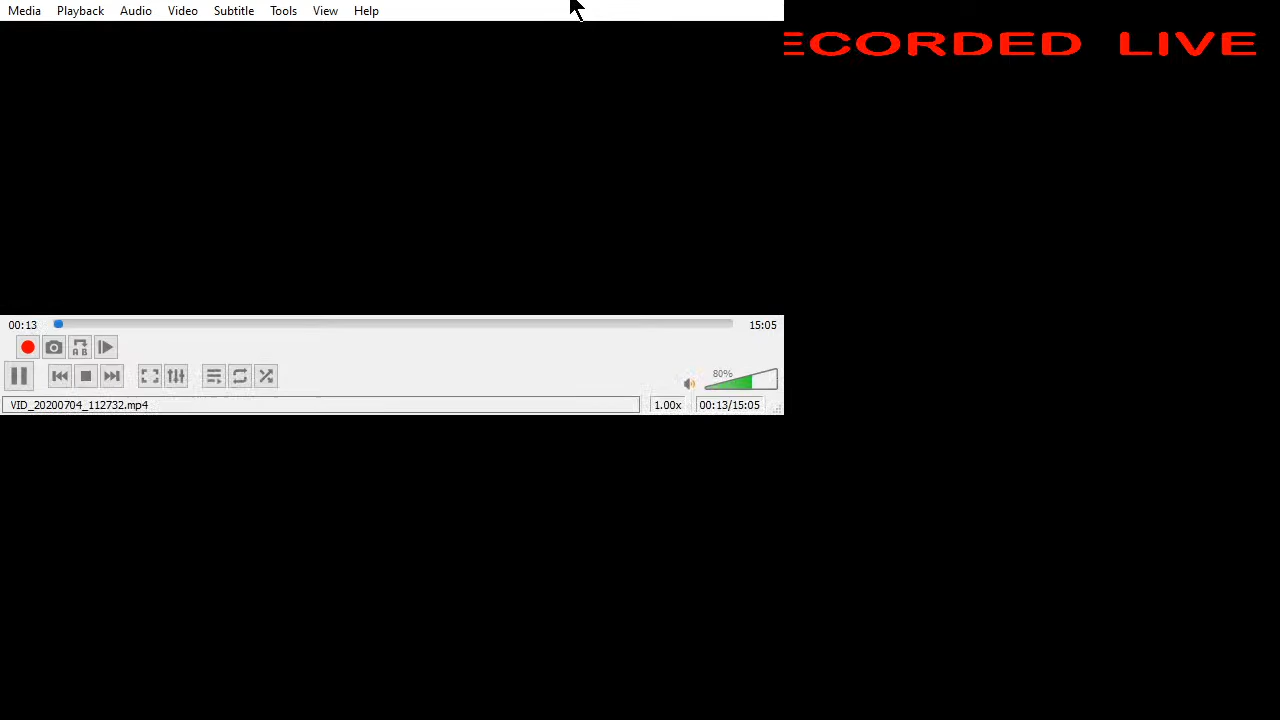 Media Playback Audio Video Subtitle Tools View Help
ECORDED LIVE
00:13 15:05
80%
VID_20200704_112732.mp4 1.00x 00:13/15:05